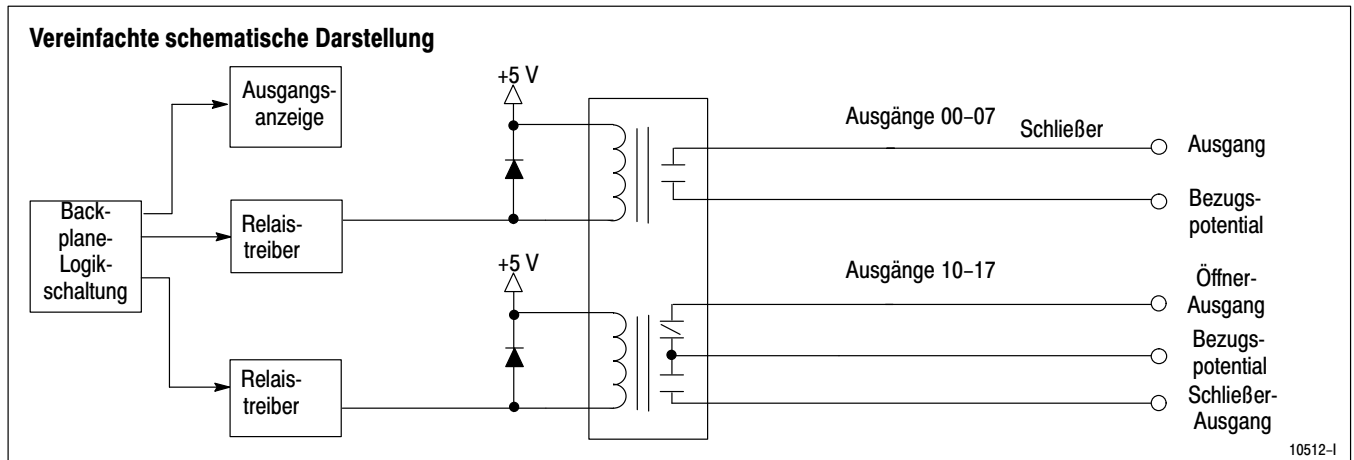 Vereinfachte schematische Darstellung
Ausgangs-
anzeige
Back-
plane-
Logik-
schaltung
Relais-
treiber
Relais-
treiber
+5 V
+5 V
Ausgänge 00–07
Schließer
Ausgang
Bezugs-
potential
Ausgänge 10–17
Öffner-
Ausgang
Bezugs-
potential
Schließer-
Ausgang
10512–I